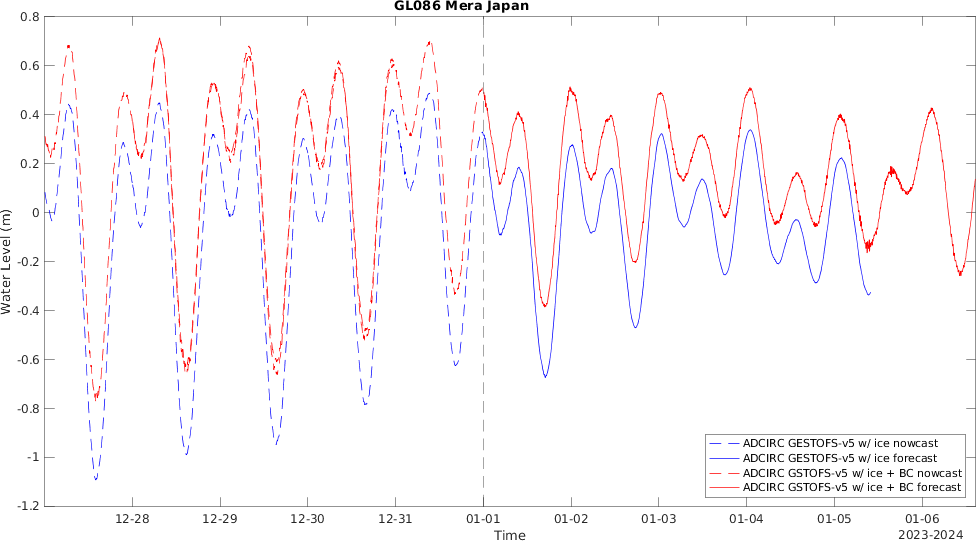 GL086 Mera Japan
0.8
0.6
0.4
0.2
0
-0.2
-0.4
-0.6
-0.8
-1
-1.2
Water Level (m)
ADCIRC GESTOFS-v5 w/ ice nowcast
ADCIRC GESTOFS-v5 w/ ice forecast
ADCIRC GSTOFS-v5 w/ ice + BC nowcast
ADCIRC GSTOFS-v5 w/ ice + BC forecast
12-28 12-29 12-30 12-31 01-01 01-02 01-03 01-04 01-05 01-06
Time
2023-2024